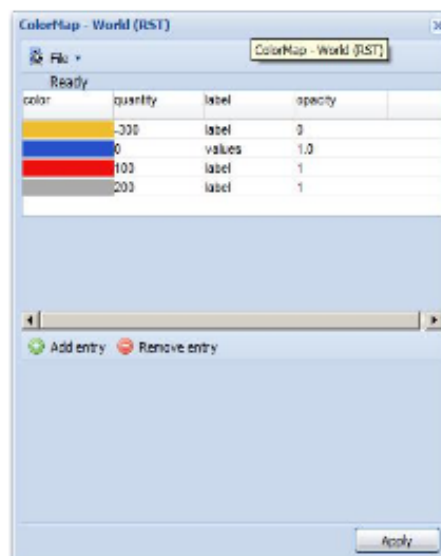 ColorMap - World (RST)
File
ColorMap - World (RST)
Ready
color quantity label opacity
-300 label 0
0 values 1.0
100 label 1
200 label 1
Add entry Remove entry
Apply